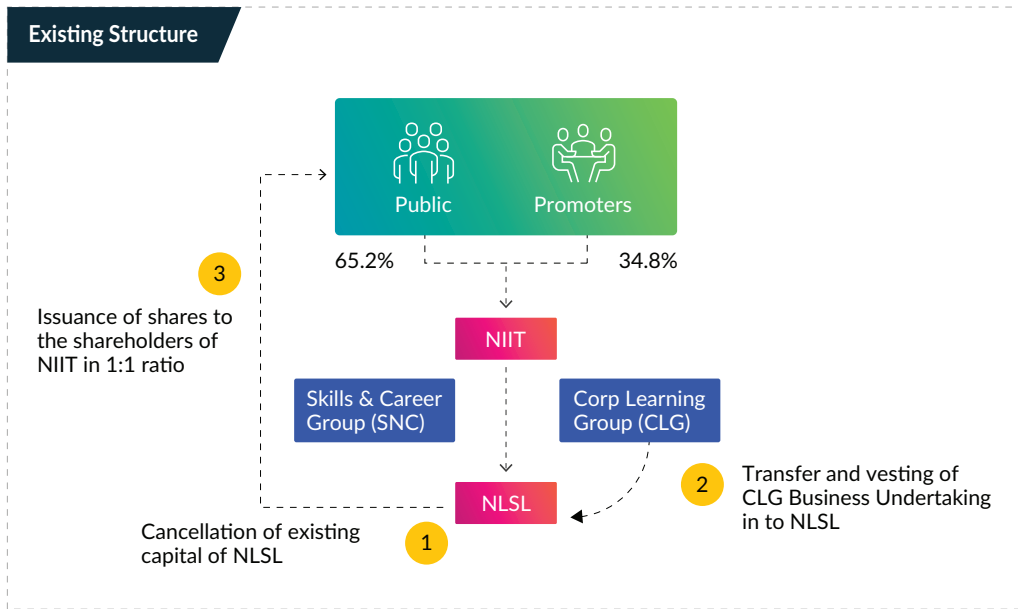 Existing Structure
Public
Promoters
65.2%
34.8%
3
Issuance of shares to
the shareholders of
NIIT in 1:1 ratio
NIIT
Skills & Career
Group (SNC)
Corp Learning
Group (CLG)
2
Transfer and vesting of
CLG Business Undertaking
in to NLSL
NLSL
Cancellation of existing
capital of NLSL
1